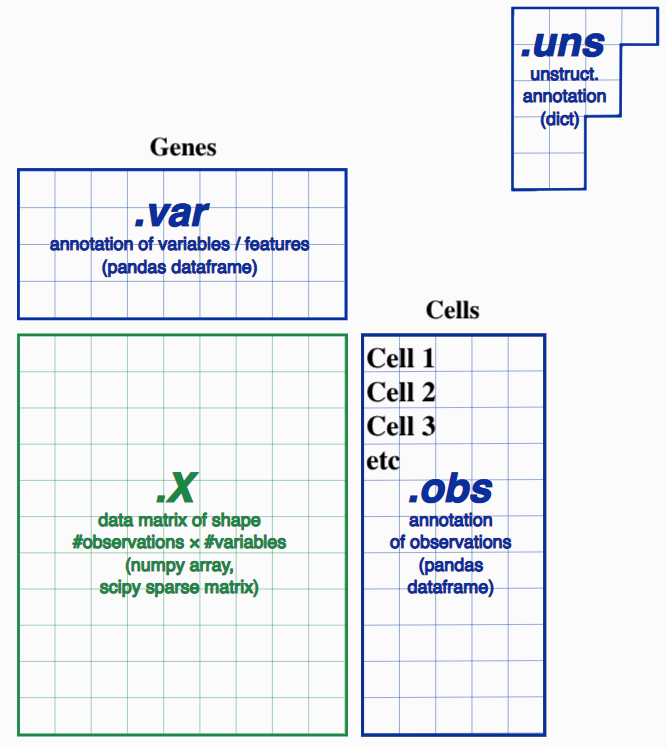 .uns
unstruct.
annotation
(dict)
Genes
.var
annotation of variables / features
(pandas dataframe)
Cells
Cell 1
Cell 2
Cell 3
etc
.X
data matrix of shape
#observations × #variables
(numpy array,
scipy sparse matrix)
.obs
annotation
of observations
(pandas
dataframe)